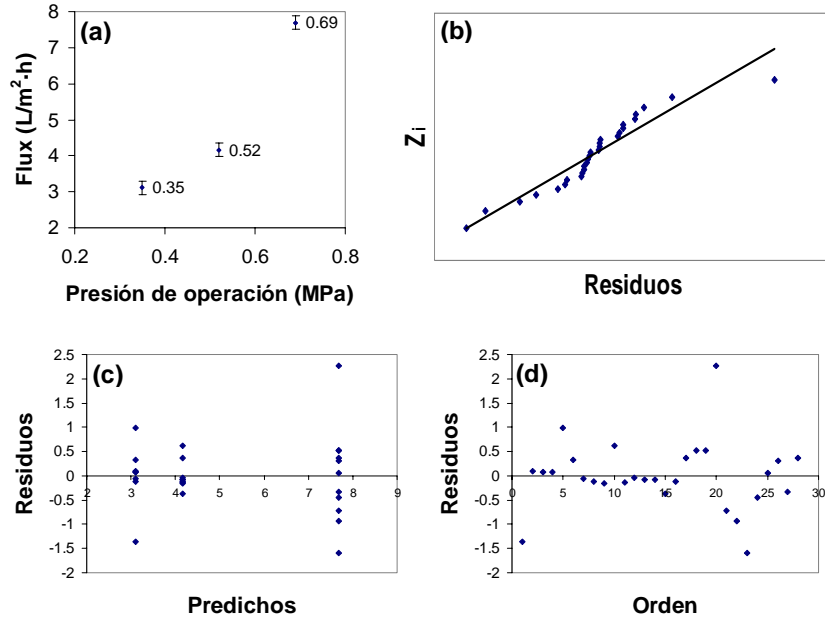 (a)
Flux (L/m²·h)
8
7
6
5
4
3
2
0.69
0.52
0.35
0.2 0.4 0.6 0.8
Presión de operación (MPa)
(b)
Zi
Residuos
(c)
Residuos
2.5
2
1.5
1
0.5
0
-0.5
-1
-1.5
-2
2 3 4 5 6 7 8 9
Predichos
(d)
Residuos
2.5
2
1.5
1
0.5
0
-0.5
-1
-1.5
-2
0 5 10 15 20 25 30
Orden